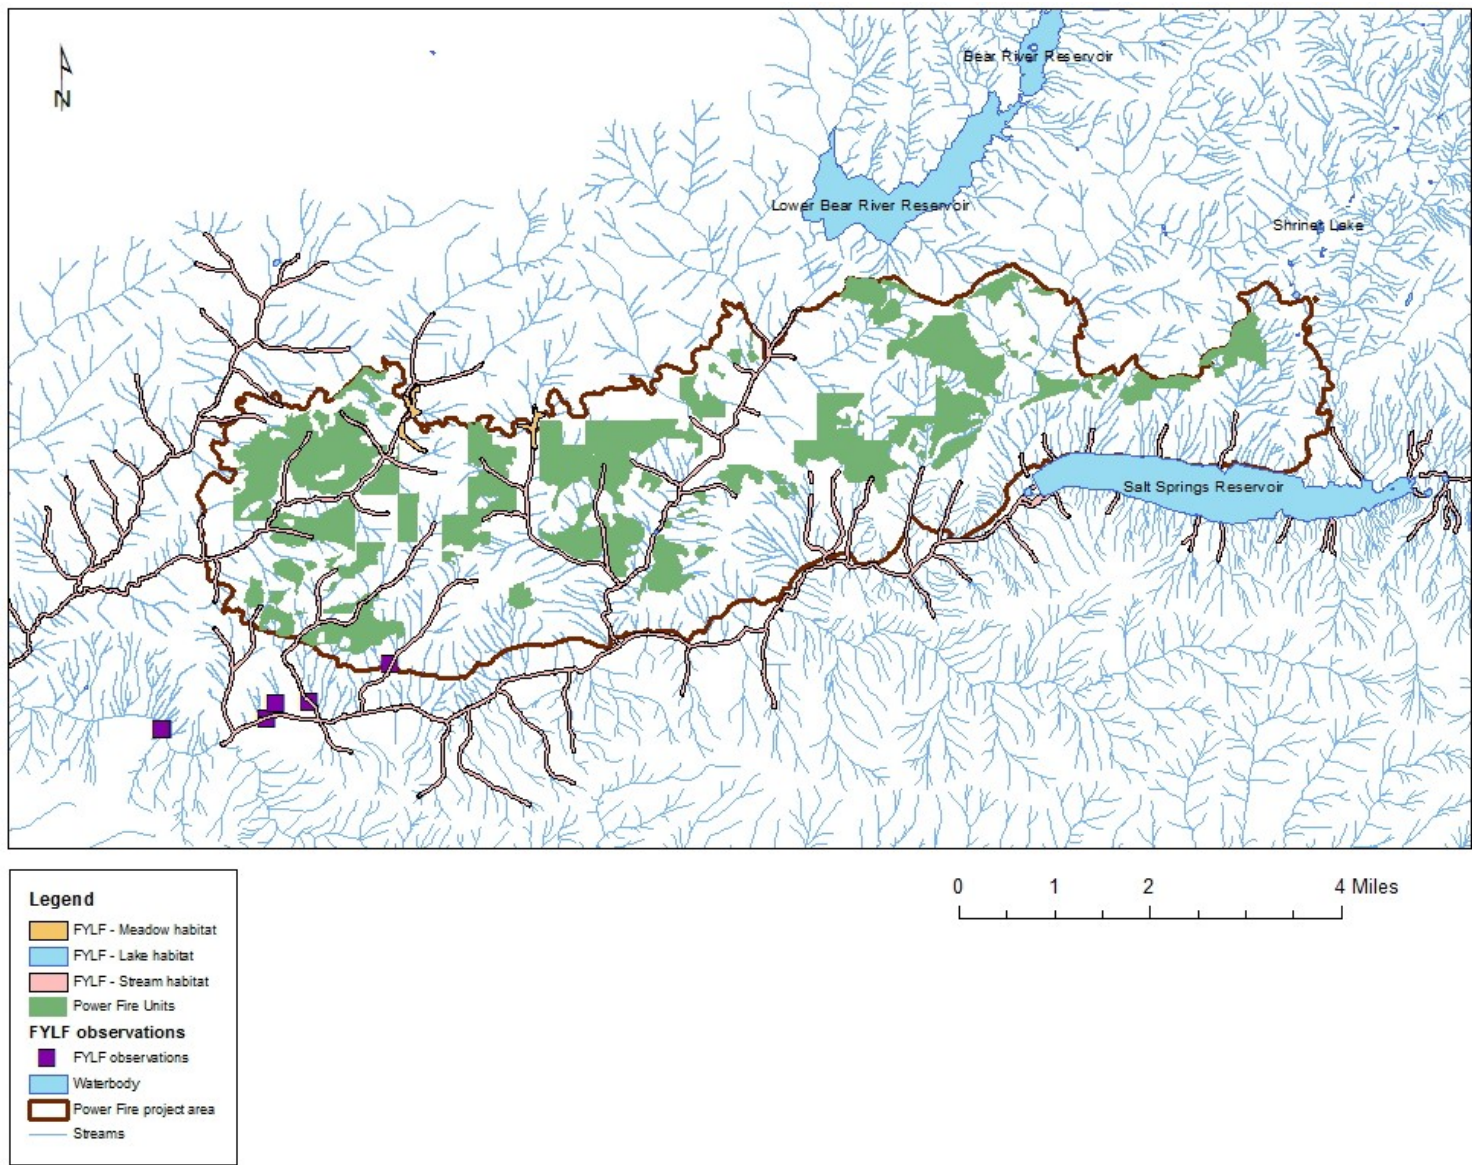 Bear River Reservoir
N
Lower Bear River Reservoir
Shriner Lake
Salt Springs Reservoir
0 1 2 4 Miles
Legend
FYLF - Meadow habitat
FYLF - Lake habitat
FYLF - Stream habitat
Power Fire Units
FYLF observations
FYLF observations
Waterbody
Power Fire project area
Streams